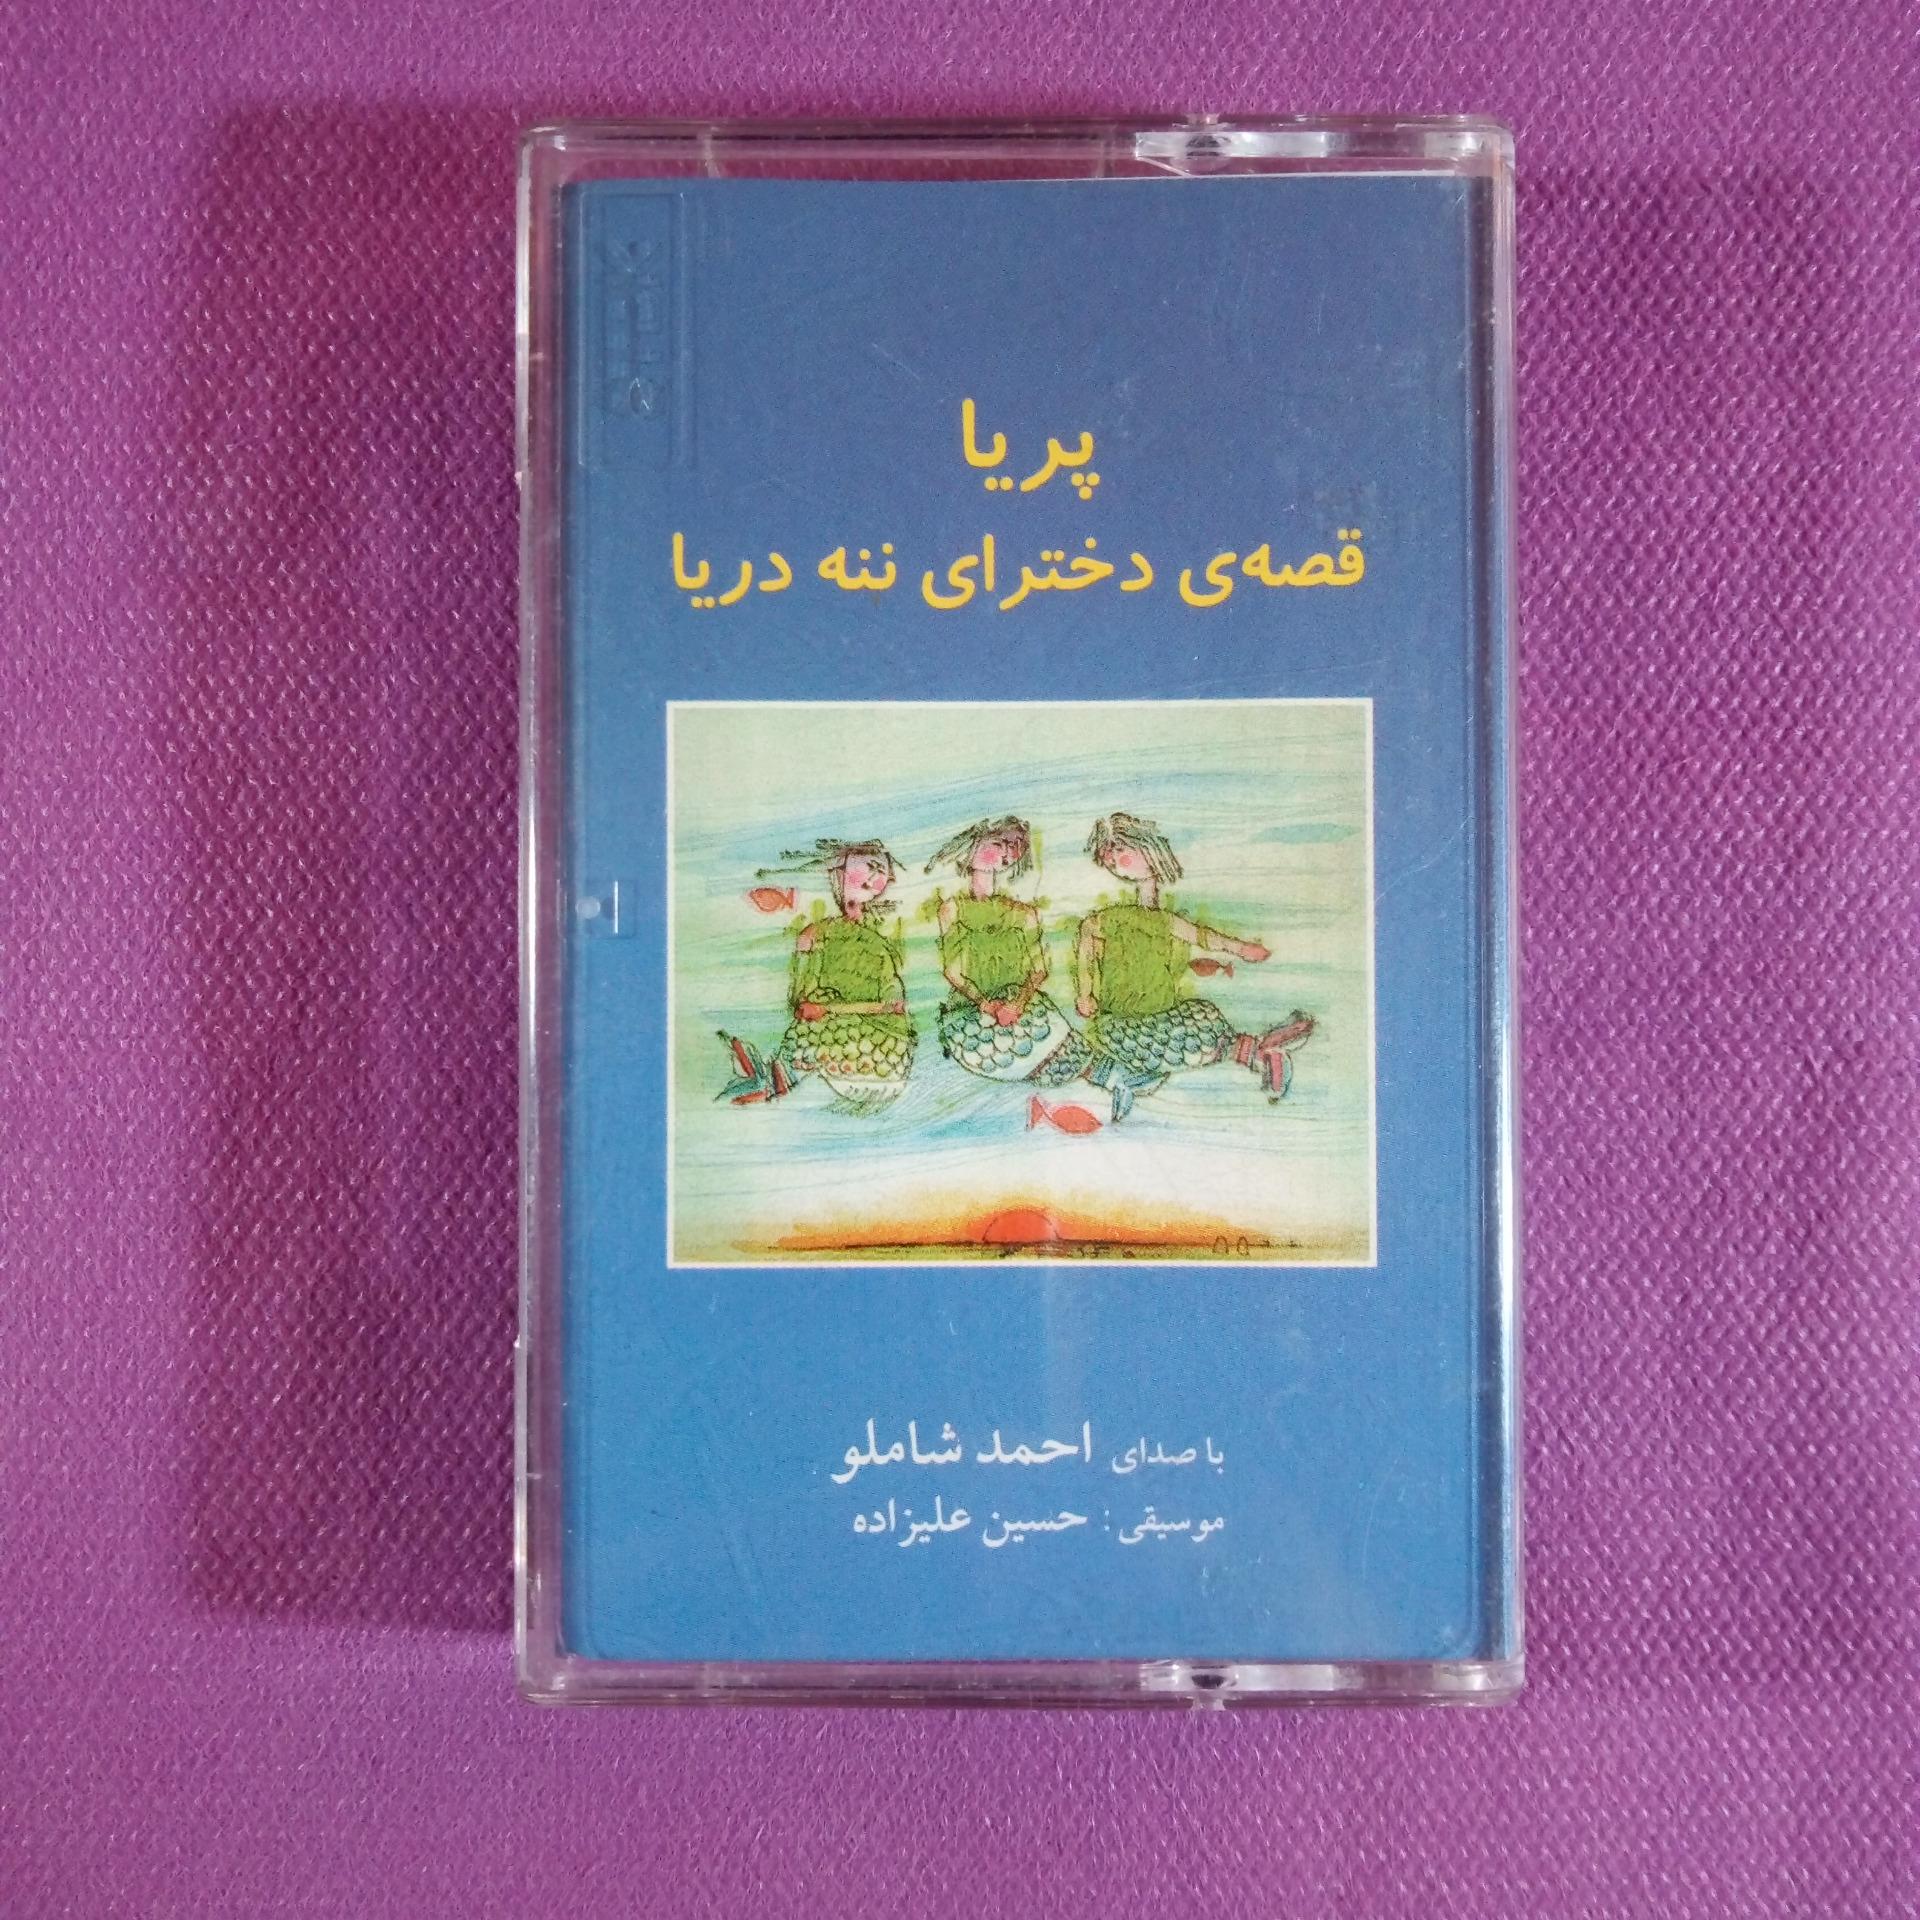 پریا
قصه‌ی دخترای ننه دریا
با صدای احمد شاملو
موسیقی: حسین علیزاده